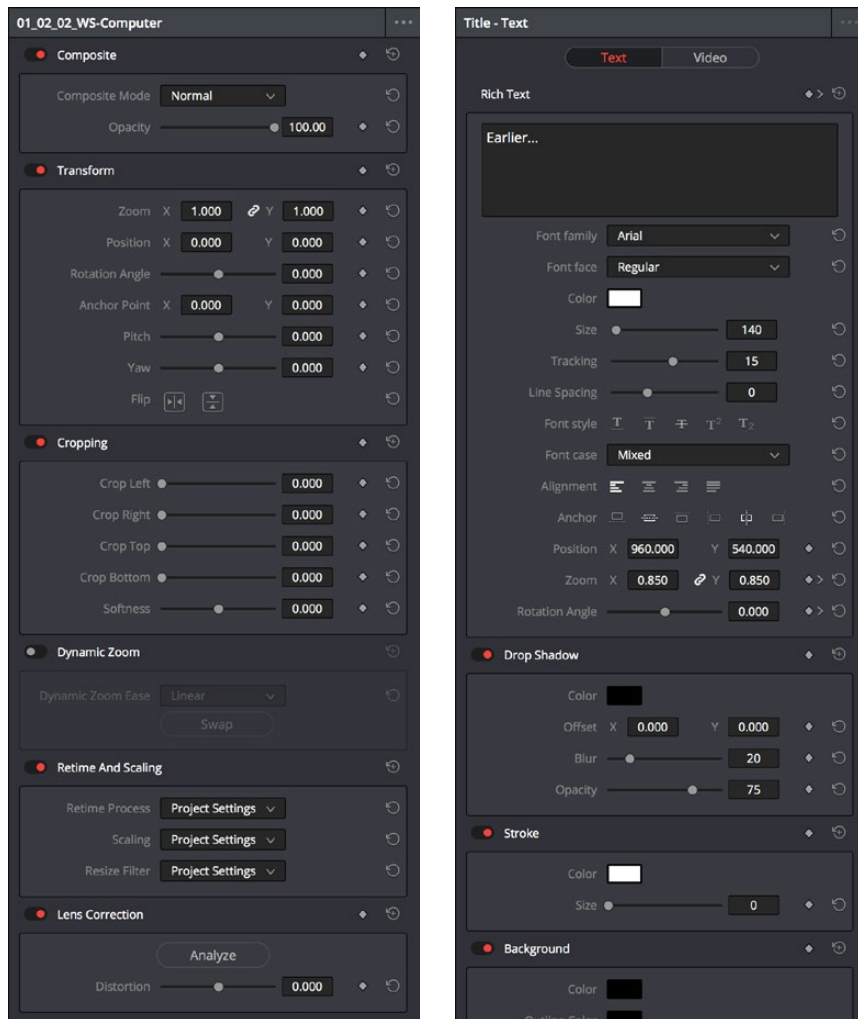 01_02_02_WS-Computer
Composite
Composite Mode Normal
Opacity 100.00
Transform
Zoom X 1.000 Y 1.000
Position X 0.000 Y 0.000
Rotation Angle 0.000
Anchor Point X 0.000 Y 0.000
Pitch 0.000
Yaw 0.000
Flip
Cropping
Crop Left 0.000
Crop Right 0.000
Crop Top 0.000
Crop Bottom 0.000
Softness 0.000
Dynamic Zoom
Dynamic Zoom Ease Linear
Swap
Retime And Scaling
Retime Process Project Settings
Scaling Project Settings
Resize Filter Project Settings
Lens Correction
Analyze
Distortion 0.000
Title - Text
Text Video
Rich Text
Earlier...
Font family Arial
Font face Regular
Color
Size 140
Tracking 15
Line Spacing 0
Font style T T T T² T₂
Font case Mixed
Alignment
Anchor
Position X 960.000 Y 540.000
Zoom X 0.850 Y 0.850
Rotation Angle 0.000
Drop Shadow
Color
Offset X 0.000 Y 0.000
Blur 20
Opacity 75
Stroke
Color
Size 0
Background
Color
Outline Color